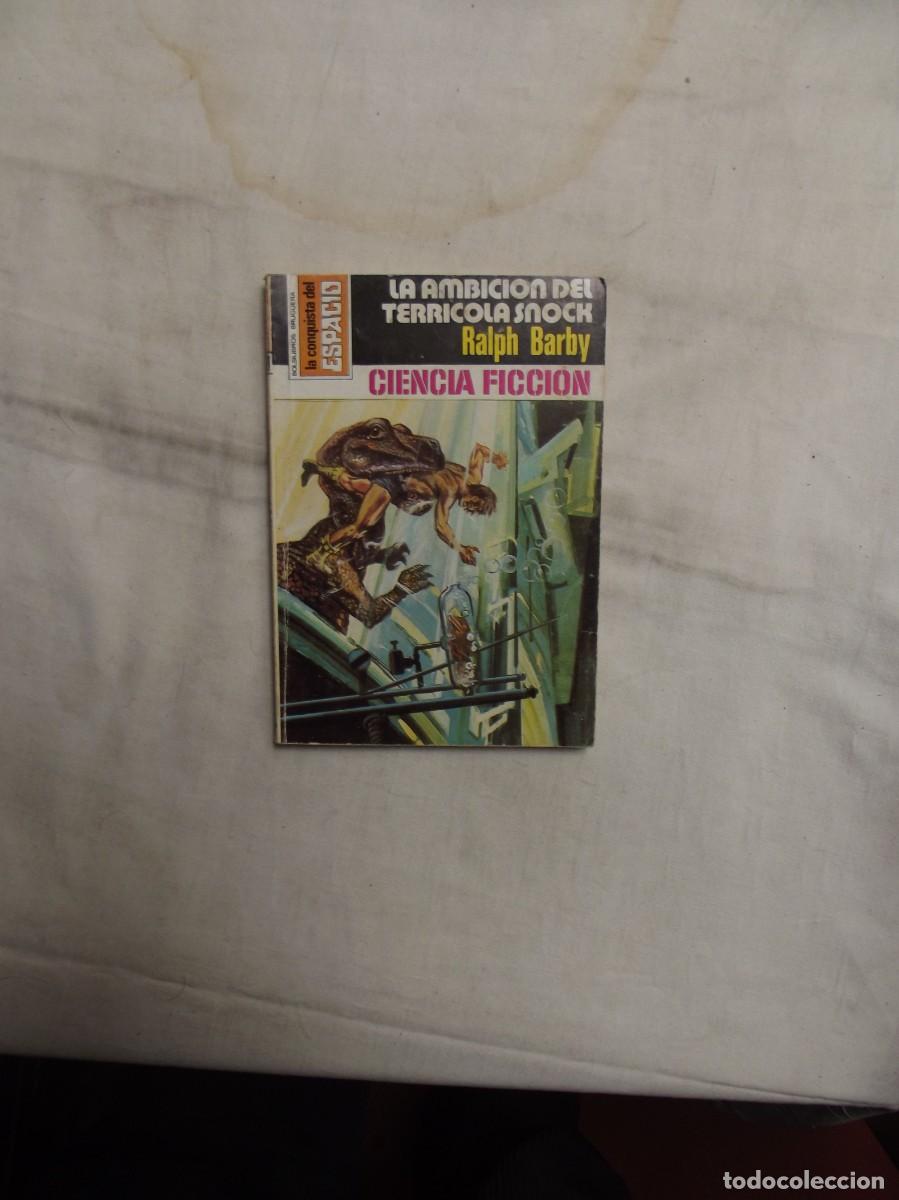 BOLSILIBROS BRUGUERA
la conquista del
ESPACIO
LA AMBICION DEL
TERRICOLA SNOCK
Ralph Barby
CIENCIA FICCION
todocoleccion